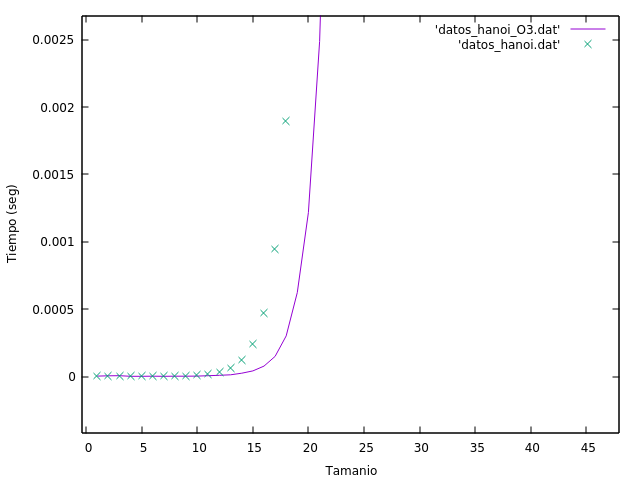 'datos_hanoi_O3.dat'
'datos_hanoi.dat'
0.0025
0.002
0.0015
0.001
0.0005
0
Tiempo (seg)
0 5 10 15 20 25 30 35 40 45
Tamanio